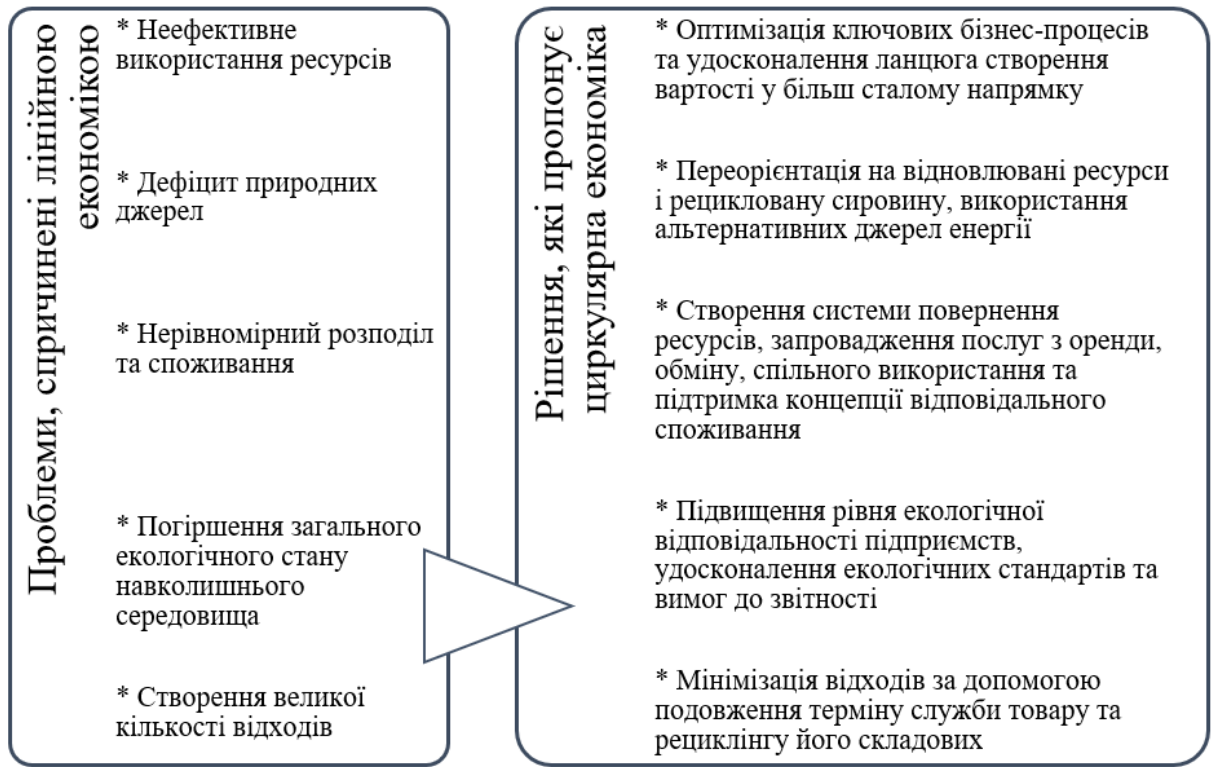 Проблеми, спричинені лінійною
економікою
* Неефективне
використання ресурсів
* Дефіцит природних
джерел
* Нерівномірний розподіл
та споживання
* Погіршення загального
екологічного стану
навколишнього
середовища
* Створення великої
кількості відходів
Рішення, які пропонує
циркулярна економіка
* Оптимізація ключових бізнес-процесів
та удосконалення ланцюга створення
вартості у більш сталому напрямку
* Переорієнтація на відновлювані ресурси
і рецикловану сировину, використання
альтернативних джерел енергії
* Створення системи повернення
ресурсів, запровадження послуг з оренди,
обміну, спільного використання та
підтримка концепції відповідального
споживання
* Підвищення рівня екологічної
відповідальності підприємств,
удосконалення екологічних стандартів та
вимог до звітності
* Мінімізація відходів за допомогою
подовження терміну служби товару та
рециклінгу його складових